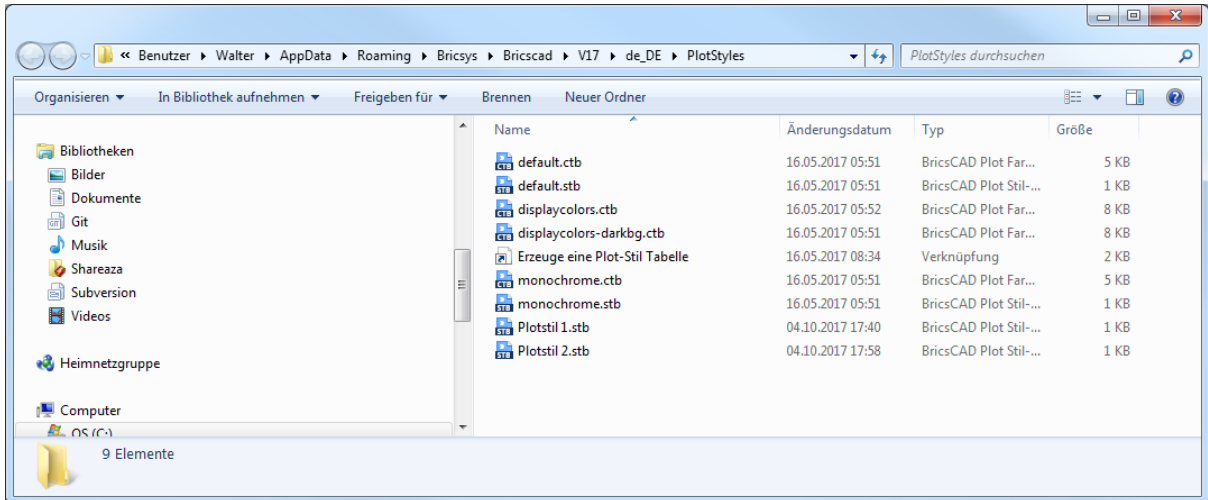 « Benutzer ▸ Walter ▸ AppData ▸ Roaming ▸ Bricsys ▸ Bricscad ▸ V17 ▸ de_DE ▸ PlotStyles PlotStyles durchsuchen
Organisieren In Bibliothek aufnehmen Freigeben für Brennen Neuer Ordner
Bibliotheken
Bilder
Dokumente
Git
Musik
Shareaza
Subversion
Videos
Heimnetzgruppe
Computer
OS (C:)
Name Änderungsdatum Typ Größe
default.ctb 16.05.2017 05:51 BricsCAD Plot Far... 5 KB
default.stb 16.05.2017 05:51 BricsCAD Plot Stil-... 1 KB
displaycolors.ctb 16.05.2017 05:52 BricsCAD Plot Far... 8 KB
displaycolors-darkbg.ctb 16.05.2017 05:51 BricsCAD Plot Far... 8 KB
Erzeuge eine Plot-Stil Tabelle 16.05.2017 08:34 Verknüpfung 2 KB
monochrome.ctb 16.05.2017 05:51 BricsCAD Plot Far... 5 KB
monochrome.stb 16.05.2017 05:51 BricsCAD Plot Stil-... 1 KB
Plotstil 1.stb 04.10.2017 17:40 BricsCAD Plot Stil-... 1 KB
Plotstil 2.stb 04.10.2017 17:58 BricsCAD Plot Stil-... 1 KB
9 Elemente